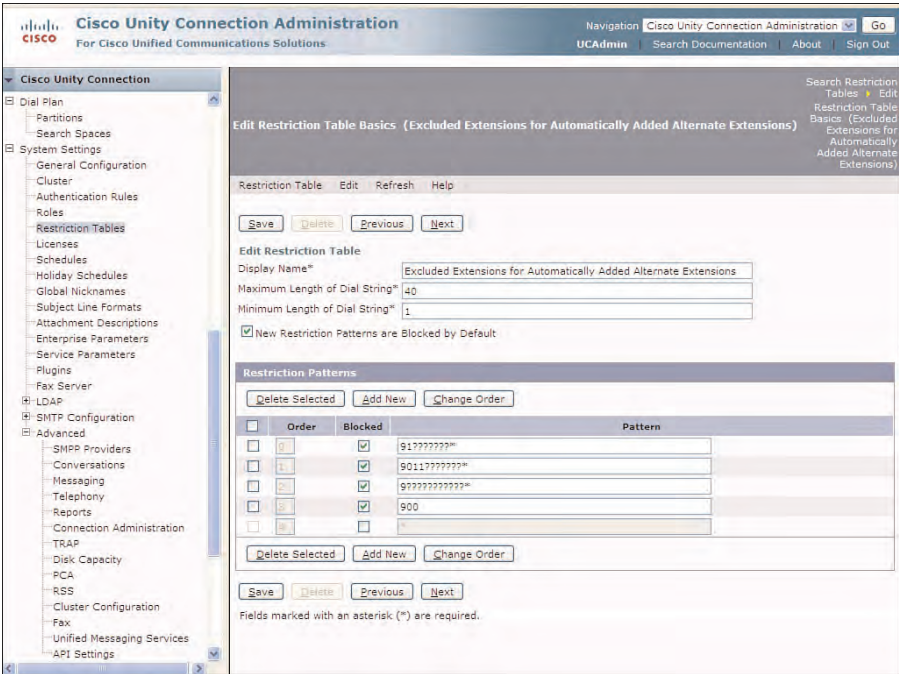 CISCO
Cisco Unity Connection Administration
For Cisco Unified Communications Solutions
Navigation Cisco Unity Connection Administration Go
UCAdmin | Search Documentation | About | Sign Out
Cisco Unity Connection
Dial Plan
Partitions
Search Spaces
System Settings
General Configuration
Cluster
Authentication Rules
Roles
Restriction Tables
Licenses
Schedules
Holiday Schedules
Global Nicknames
Subject Line Formats
Attachment Descriptions
Enterprise Parameters
Service Parameters
Plugins
Fax Server
LDAP
SMTP Configuration
Advanced
SMPP Providers
Conversations
Messaging
Telephony
Reports
Connection Administration
TRAP
Disk Capacity
PCA
RSS
Cluster Configuration
Fax
Unified Messaging Services
API Settings
Edit Restriction Table Basics (Excluded Extensions for Automatically Added Alternate Extensions)
Search Restriction
Tables Edit
Restriction Table
Basics (Excluded
Extensions for
Automatically
Added Alternate
Extensions)
Restriction Table Edit Refresh Help
Save Delete Previous Next
Edit Restriction Table
Display Name* Excluded Extensions for Automatically Added Alternate Extensions
Maximum Length of Dial String* 40
Minimum Length of Dial String* 1
New Restriction Patterns are Blocked by Default
Restriction Patterns
Delete Selected Add New Change Order
Order Blocked Pattern
0 91???????*
1 9011???????*
2 9??????????*
3 900
4 *
Delete Selected Add New Change Order
Save Delete Previous Next
Fields marked with an asterisk (*) are required.